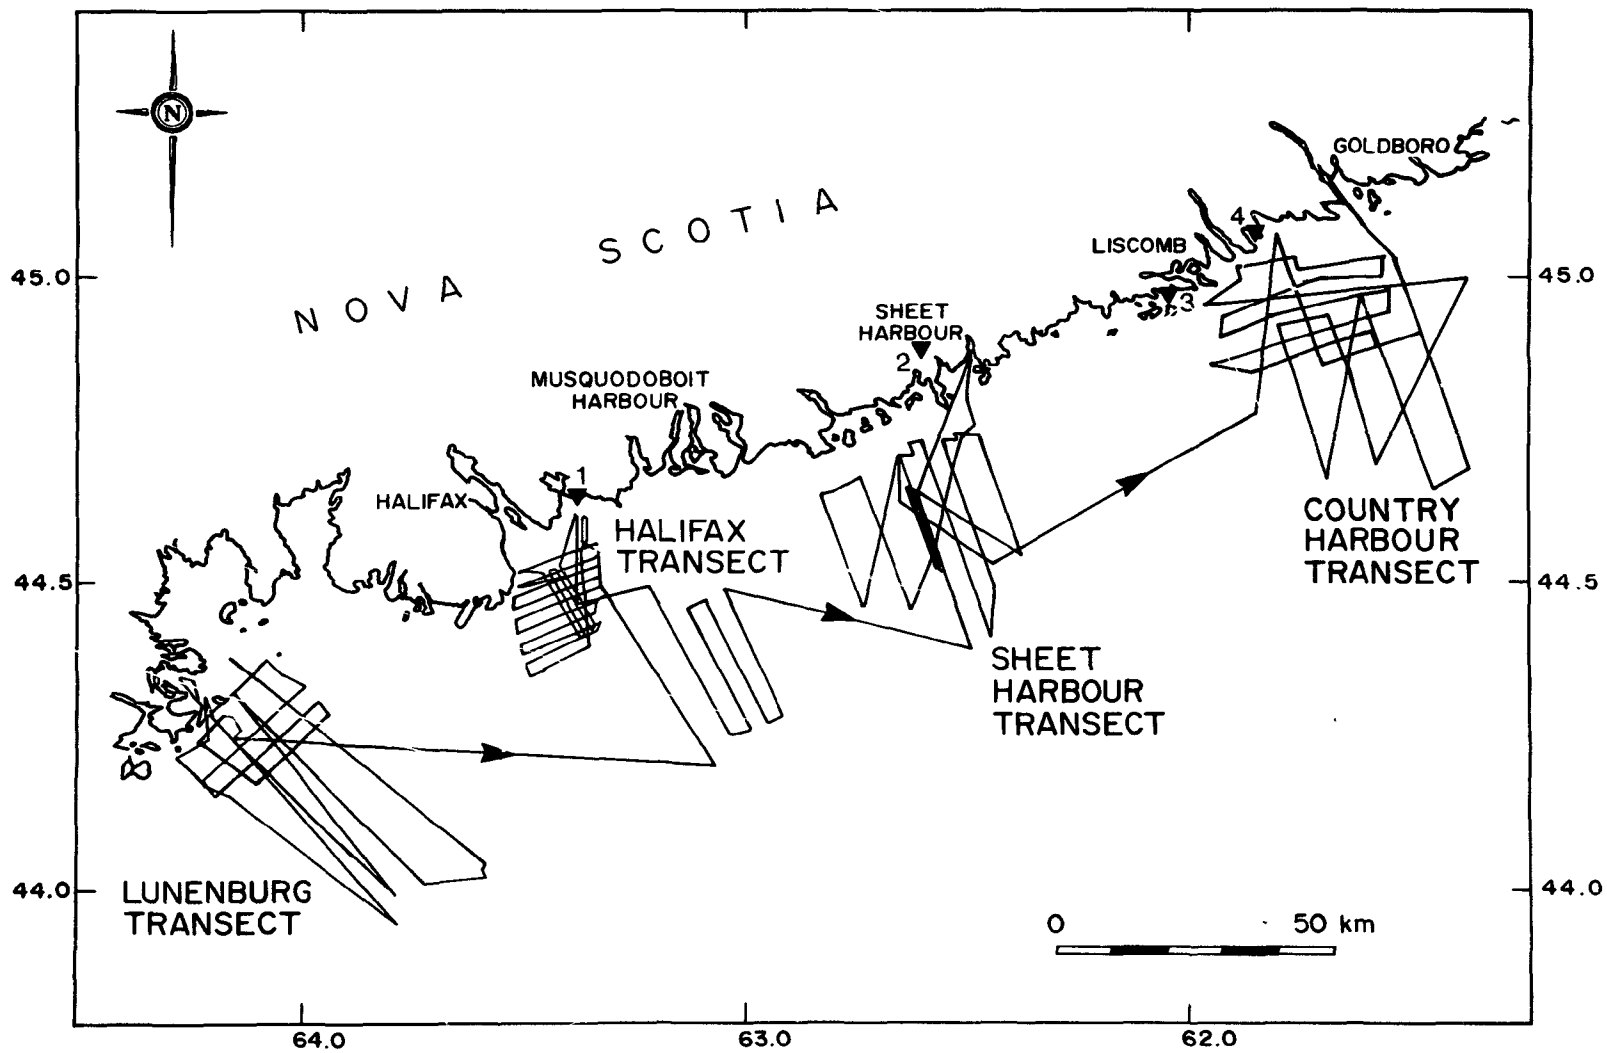 N
GOLDBORO
NOVA SCOTIA
4
LISCOMB
45.0
45.0
3
SHEET
HARBOUR
2
MUSQUODOBOIT
HARBOUR
1
HALIFAX
HALIFAX
TRANSECT
COUNTRY
HARBOUR
TRANSECT
44.5
44.5
SHEET
HARBOUR
TRANSECT
44.0
44.0
LUNENBURG
TRANSECT
0 50 km
64.0
63.0
62.0